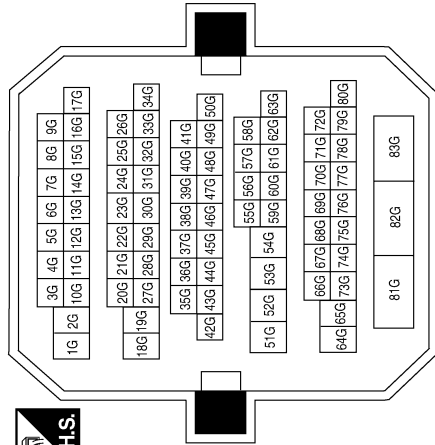 H.S.
3G 4G 5G 6G 7G 8G 9G
1G 2G 10G 11G 12G 13G 14G 15G 16G 17G
20G 21G 22G 23G 24G 25G 26G
18G 19G 27G 28G 29G 30G 31G 32G 33G 34G
35G 36G 37G 38G 39G 40G 41G
42G 43G 44G 45G 46G 47G 48G 49G 50G
55G 56G 57G 58G
51G 52G 53G 54G 59G 60G 61G 62G 63G
66G 67G 68G 69G 70G 71G 72G
64G 65G 73G 74G 75G 76G 77G 78G 79G 80G
81G 82G 83G